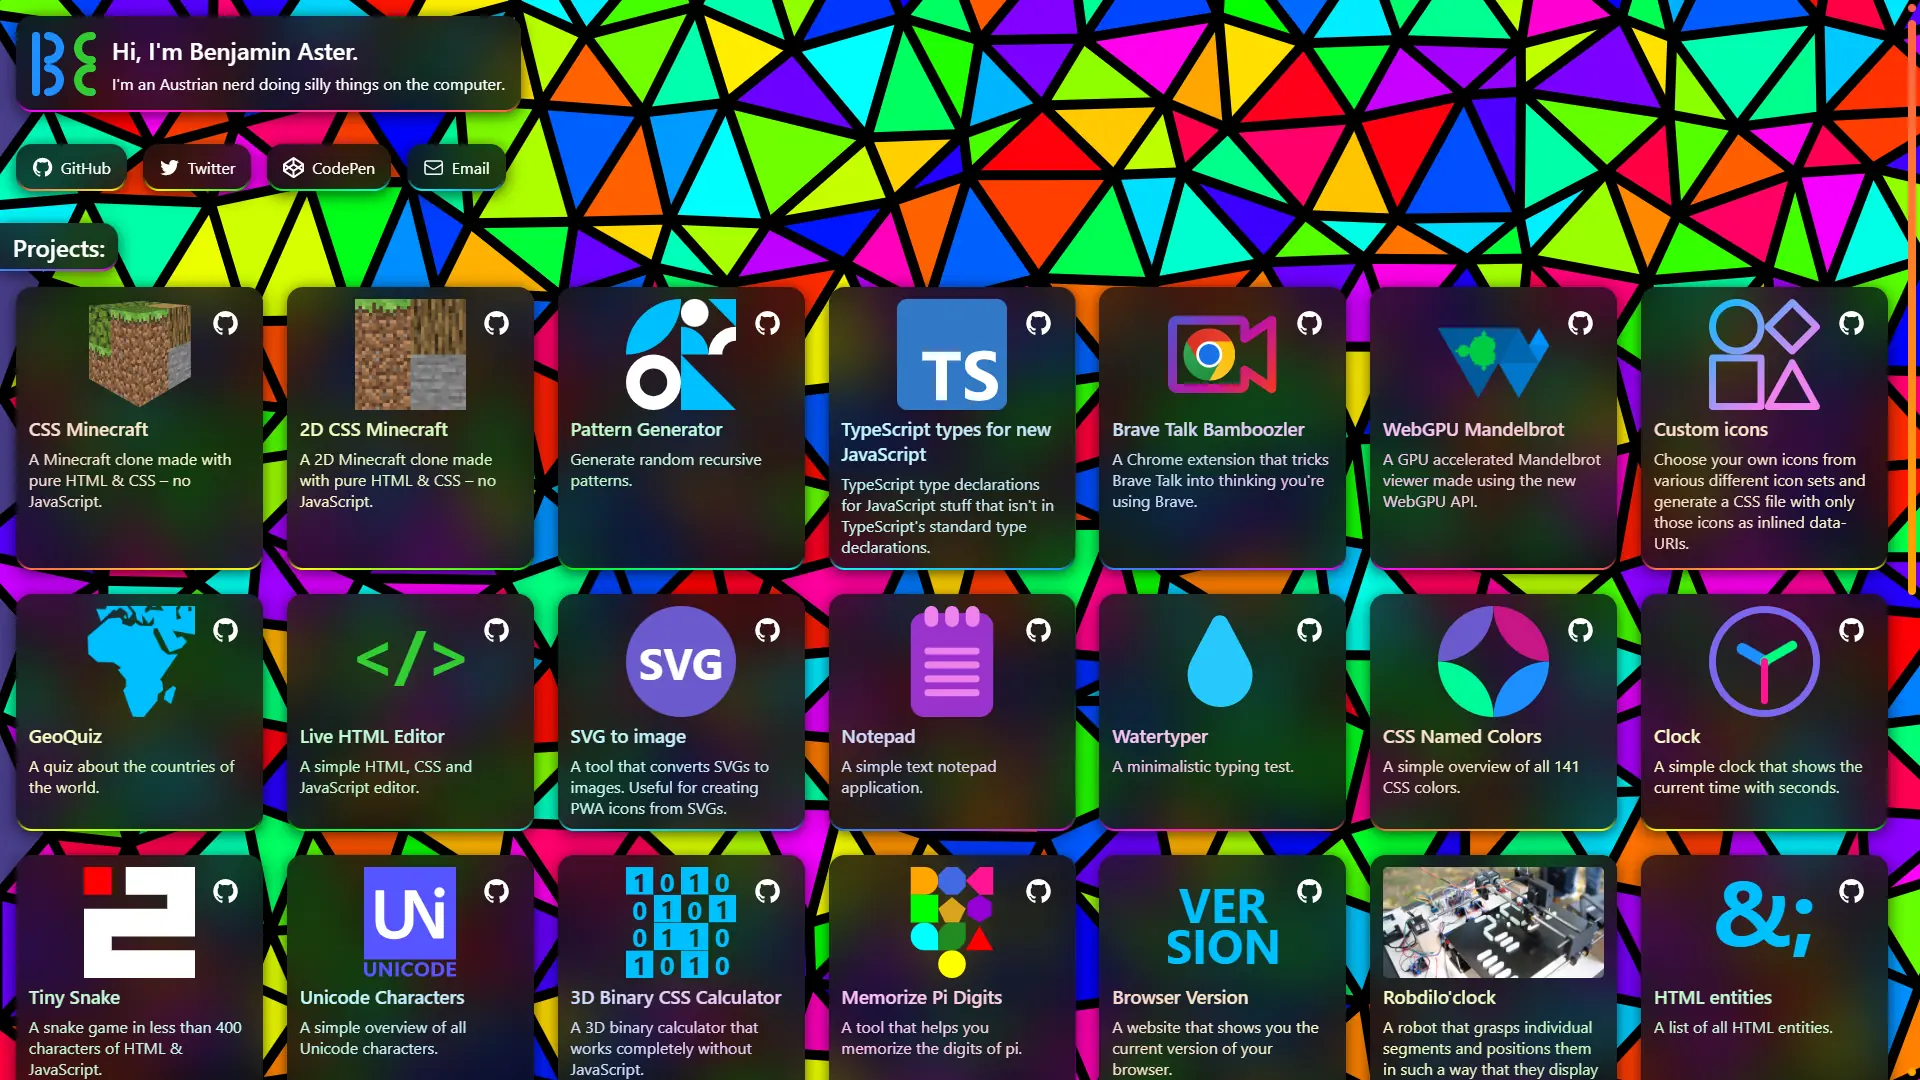 Hi, I'm Benjamin Aster.
I'm an Austrian nerd doing silly things on the computer.
GitHub
Twitter
CodePen
Email
Projects:
CSS Minecraft
A Minecraft clone made with
pure HTML & CSS – no
JavaScript.
2D CSS Minecraft
A 2D Minecraft clone made
with pure HTML & CSS – no
JavaScript.
Pattern Generator
Generate random recursive
patterns.
TS
TypeScript types for new
JavaScript
TypeScript type declarations
for JavaScript stuff that isn't in
TypeScript's standard type
declarations.
Brave Talk Bamboozler
A Chrome extension that tricks
Brave Talk into thinking you're
using Brave.
WebGPU Mandelbrot
A GPU accelerated Mandelbrot
viewer made using the new
WebGPU API.
Custom icons
Choose your own icons from
various different icon sets and
generate a CSS file with only
those icons as inlined data-
URIs.
GeoQuiz
A quiz about the countries of
the world.
</>
Live HTML Editor
A simple HTML, CSS and
JavaScript editor.
SVG
SVG to image
A tool that converts SVGs to
images. Useful for creating
PWA icons from SVGs.
Notepad
A simple text notepad
application.
Watertyper
A minimalistic typing test.
CSS Named Colors
A simple overview of all 141
CSS colors.
Clock
A simple clock that shows the
current time with seconds.
Tiny Snake
A snake game in less than 400
characters of HTML &
JavaScript.
UNi
UNICODE
Unicode Characters
A simple overview of all
Unicode characters.
1010
0101
0110
1010
3D Binary CSS Calculator
A 3D binary calculator that
works completely without
JavaScript.
Memorize Pi Digits
A tool that helps you
memorize the digits of pi.
VER
SION
Browser Version
A website that shows you the
current version of your
browser.
Robdilo'clock
A robot that grasps individual
segments and positions them
in such a way that they display
&;
HTML entities
A list of all HTML entities.